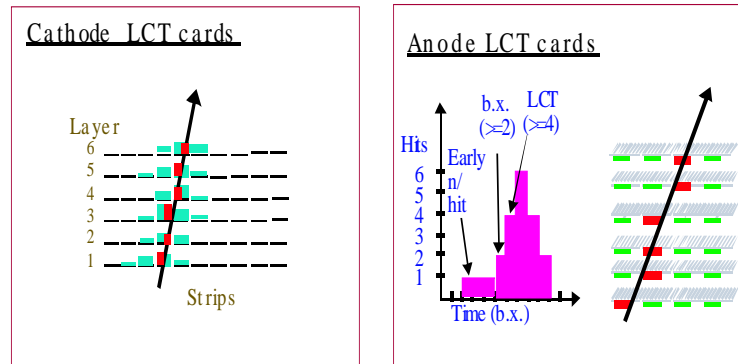 Cathode LCT cards
Layer
6
5
4
3
2
1
Strips
Anode LCT cards
b.x.
(>=2)
LCT
(>=4)
Hits
Early
n/
hit
6
5
4
3
2
1
Time (b.x.)